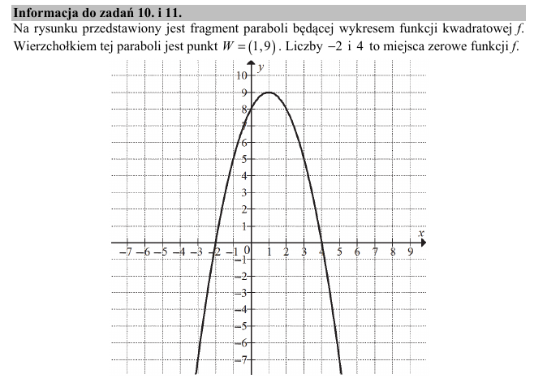 Informacja do zadań 10. i 11.
Na rysunku przedstawiony jest fragment paraboli będącej wykresem funkcji kwadratowej f.
Wierzchołkiem tej paraboli jest punkt W = (1,9). Liczby −2 i 4 to miejsca zerowe funkcji f.
y
10
9
8
7
6
5
4
3
2
1
x
−7 −6 −5 −4 −3 −2 −1 0 1 2 3 4 5 6 7 8 9
−1
−2
−3
−4
−5
−6
−7